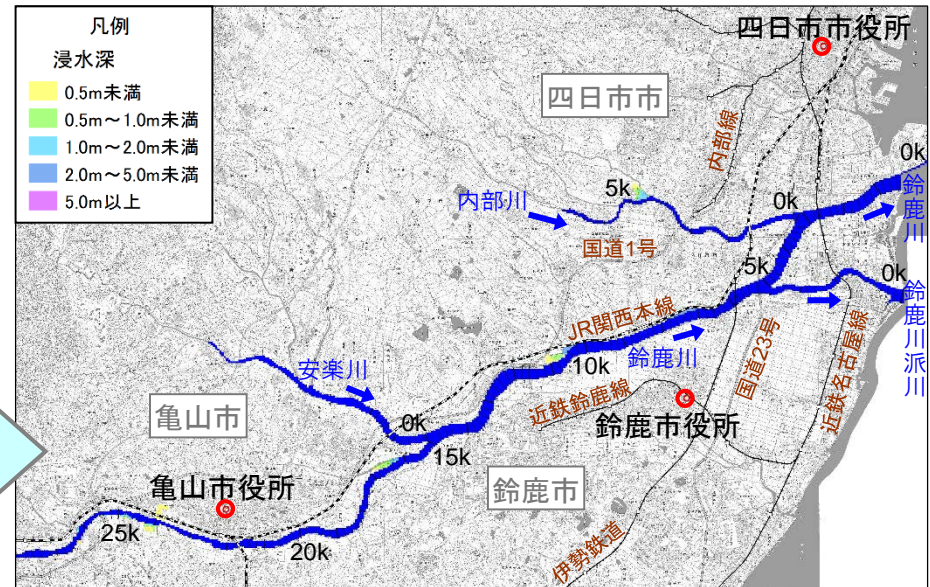 凡例
浸水深
0.5m未満
0.5m～1.0m未満
1.0m～2.0m未満
2.0m～5.0m未満
5.0m以上
四日市市役所
四日市市
内部線
0k
5k
内部川
0k
鈴鹿川
国道1号
5k
0k
鈴鹿川派川
JR関西本線
国道23号
近鉄名古屋線
10k
鈴鹿川
安楽川
近鉄鈴鹿線
亀山市
0k
鈴鹿市役所
15k
亀山市役所
鈴鹿市
25k
20k
伊勢鉄道